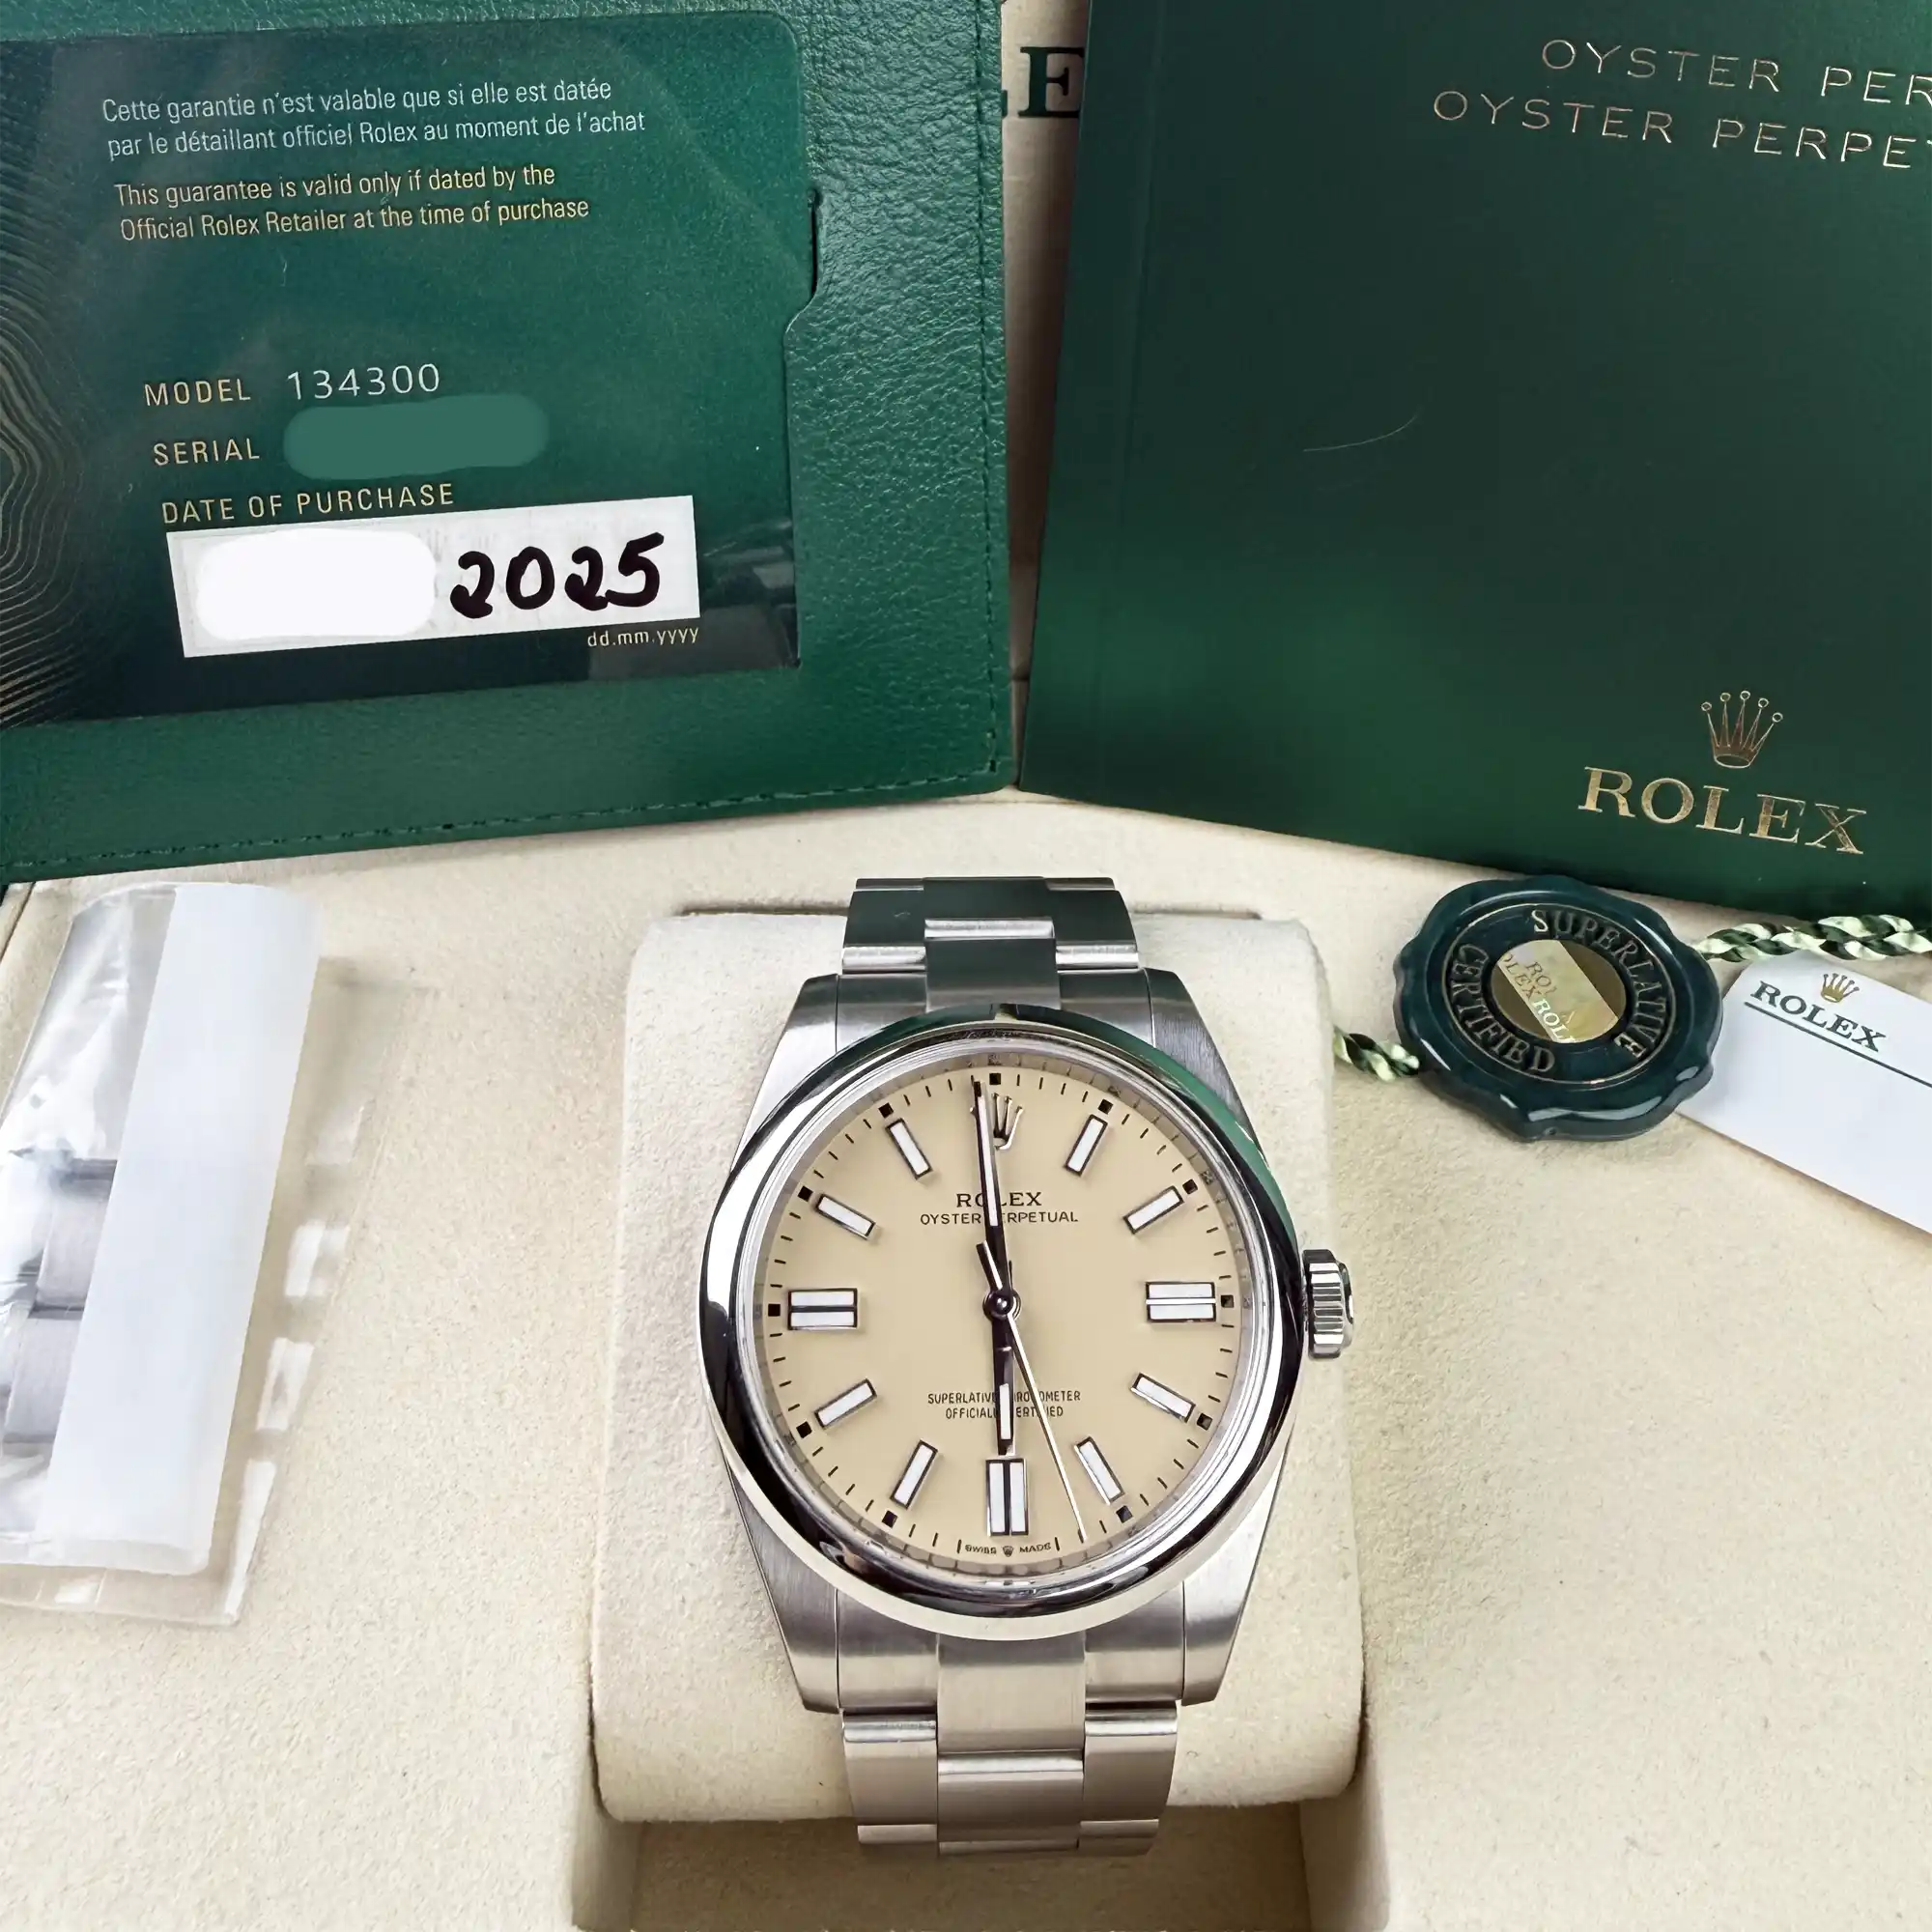 Cette garantie n'est valable que si elle est datée
par le détaillant officiel Rolex au moment de l'achat
This guarantee is valid only if dated by the
Official Rolex Retailer at the time of purchase
MODEL 134300
SERIAL
DATE OF PURCHASE
2025
dd.mm.yyyy
LE
OYSTER PER
OYSTER PERPET
ROLEX
SUPERLATIVE
CERTIFIED
ROLEX
ROLEX
OYSTER PERPETUAL
SUPERLATIVE CHRONOMETER
OFFICIALLY CERTIFIED
SWISS MADE